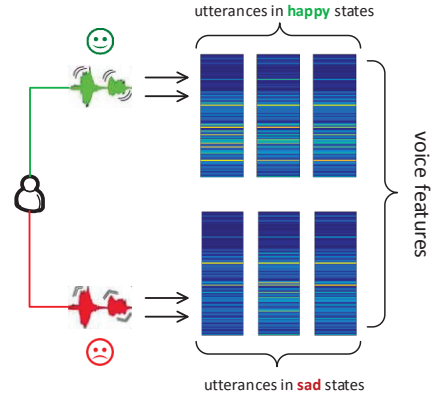 utterances in happy states
voice features
utterances in sad states